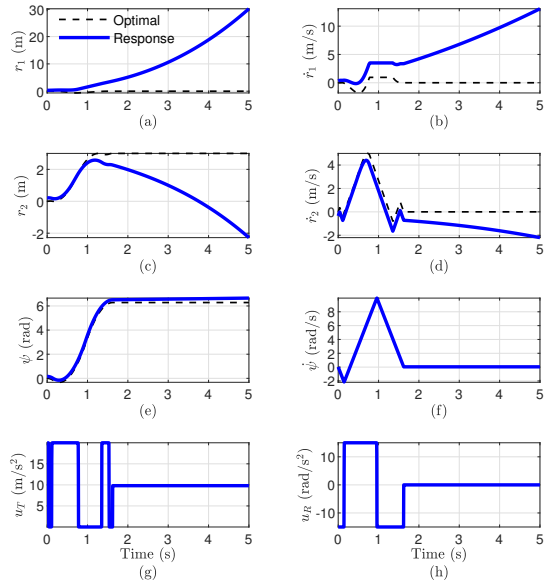 30
20
10
0
r₁ (m)
Optimal
Response
0 1 2 3 4 5
(a)
10
5
0
ṙ₁ (m/s)
0 1 2 3 4 5
(b)
2
0
-2
r₂ (m)
0 1 2 3 4 5
(c)
4
2
0
-2
ṙ₂ (m/s)
0 1 2 3 4 5
(d)
6
4
2
0
ψ (rad)
0 1 2 3 4 5
(e)
8
6
4
2
0
-2
ψ̇ (rad/s)
0 1 2 3 4 5
(f)
15
10
5
u_T (m/s²)
0 1 2 3 4 5
Time (s)
(g)
10
0
-10
u_R (rad/s²)
0 1 2 3 4 5
Time (s)
(h)